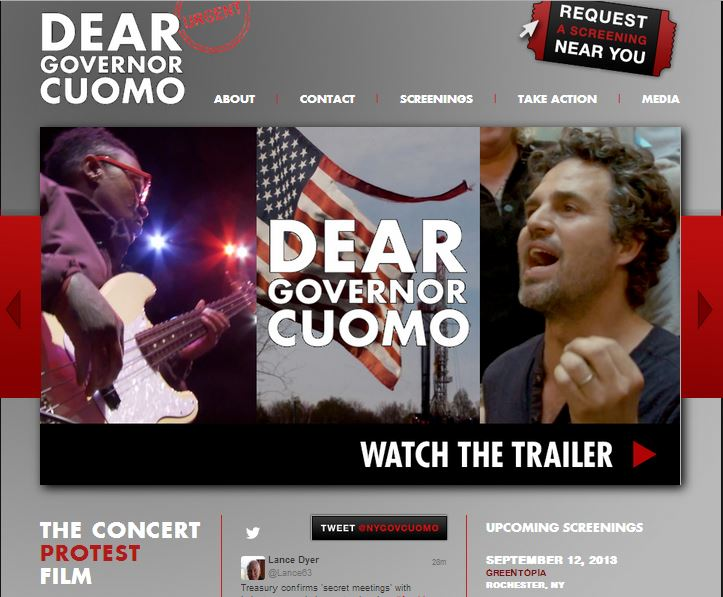 DEAR
GOVERNOR
CUOMO
URGENT
REQUEST
A SCREENING
NEAR YOU
ABOUT | CONTACT | SCREENINGS | TAKE ACTION | MEDIA
DEAR
GOVERNOR
CUOMO
WATCH THE TRAILER
THE CONCERT
PROTEST
FILM
TWEET @NYGOVCUOMO
Lance Dyer 28m
@Lance63
Treasury confirms 'secret meetings' with
UPCOMING SCREENINGS
SEPTEMBER 12, 2013
GREENTOPIA
ROCHESTER, NY